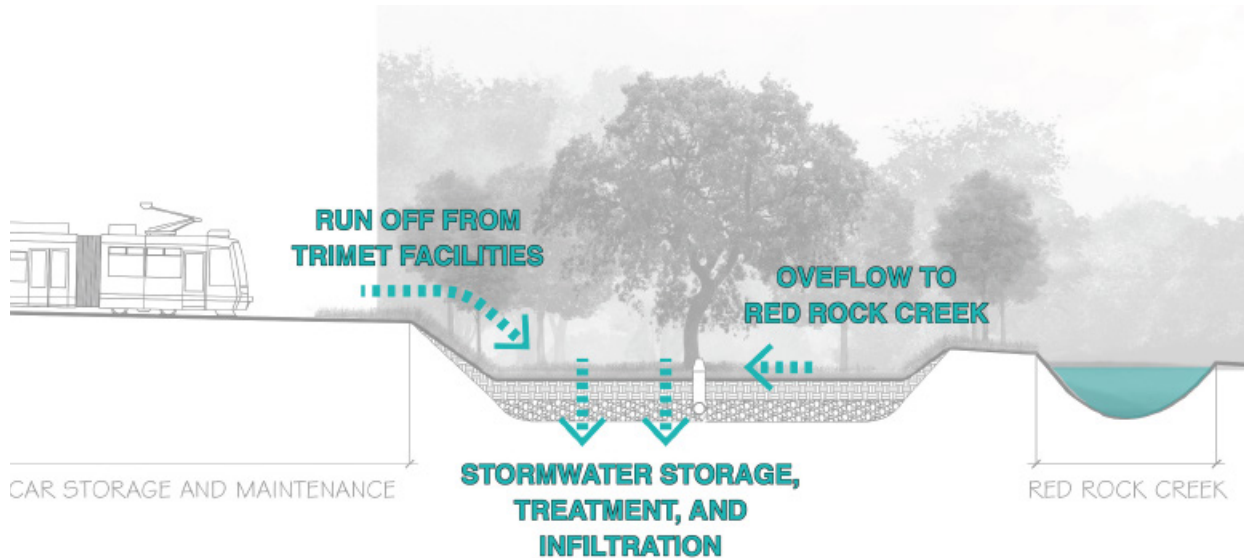 RUN OFF FROM
TRIMET FACILITIES
OVEFLOW TO
RED ROCK CREEK
CAR STORAGE AND MAINTENANCE
RED ROCK CREEK
STORMWATER STORAGE,
TREATMENT, AND
INFILTRATION